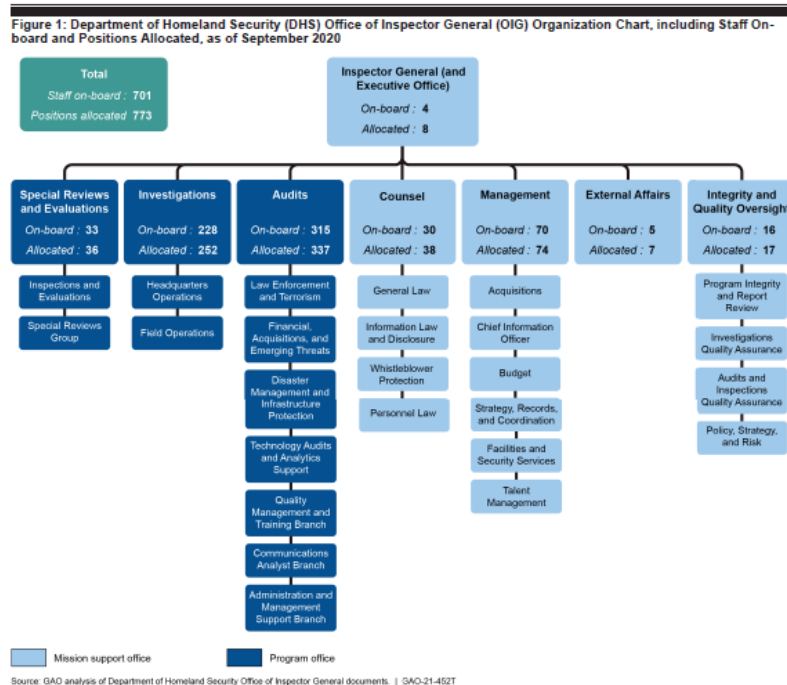 Figure 1: Department of Homeland Security (DHS) Office of Inspector General (OIG) Organization Chart, including Staff On-
board and Positions Allocated, as of September 2020
Total
Staff on-board : 701
Positions allocated 773
Inspector General (and
Executive Office)
On-board : 4
Allocated : 8
Special Reviews
and Evaluations
On-board : 33
Allocated : 36
Inspections and
Evaluations
Special Reviews
Group
Investigations
On-board : 228
Allocated : 252
Headquarters
Operations
Field Operations
Audits
On-board : 315
Allocated : 337
Law Enforcement
and Terrorism
Financial,
Acquisitions, and
Emerging Threats
Disaster
Management and
Infrastructure
Protection
Technology Audits
and Analytics
Support
Quality
Management and
Training Branch
Communications
Analyst Branch
Administration and
Management
Support Branch
Counsel
On-board : 30
Allocated : 38
General Law
Information Law
and Disclosure
Whistleblower
Protection
Personnel Law
Management
On-board : 70
Allocated : 74
Acquisitions
Chief Information
Officer
Budget
Strategy, Records,
and Coordination
Facilities and
Security Services
Talent
Management
External Affairs
On-board : 5
Allocated : 7
Integrity and
Quality Oversight
On-board : 16
Allocated : 17
Program Integrity
and Report
Review
Investigations
Quality Assurance
Audits and
Inspections
Quality Assurance
Policy, Strategy,
and Risk
Mission support office
Program office
Source: GAO analysis of Department of Homeland Security Office of Inspector General documents. | GAO-21-452T